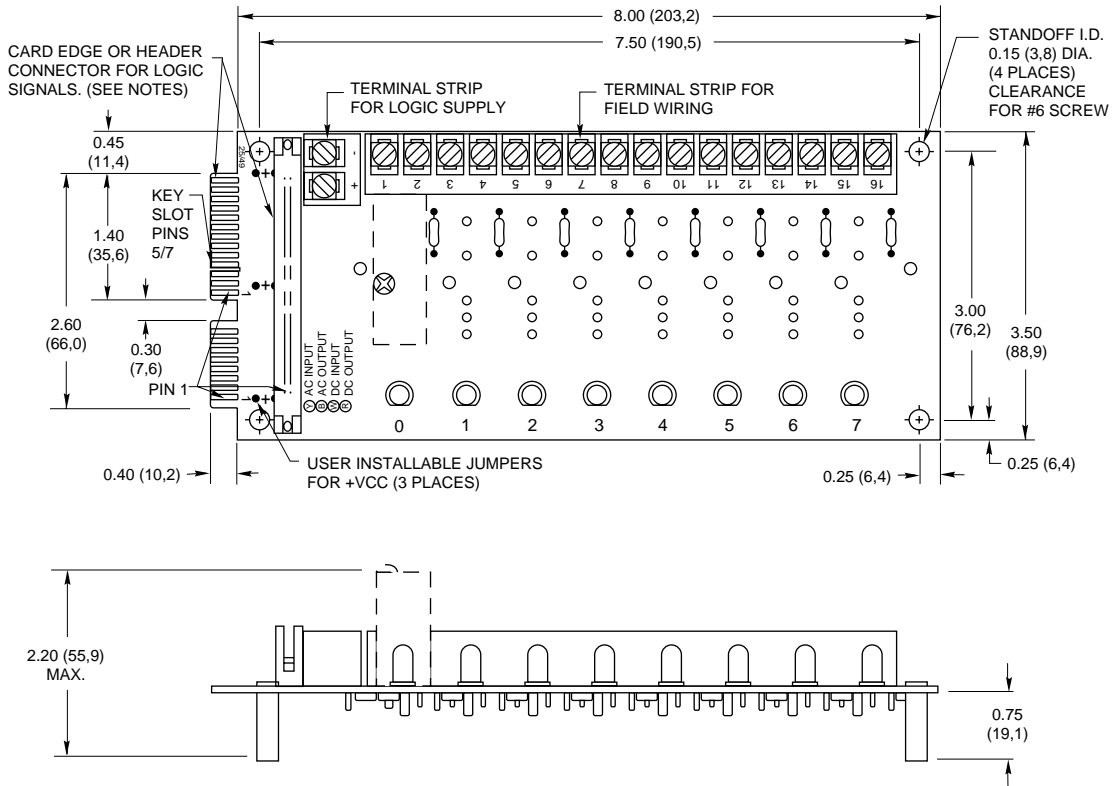 8.00 (203,2)
7.50 (190,5)
CARD EDGE OR HEADER
CONNECTOR FOR LOGIC
SIGNALS. (SEE NOTES)
TERMINAL STRIP
FOR LOGIC SUPPLY
TERMINAL STRIP FOR
FIELD WIRING
STANDOFF I.D.
0.15 (3,8) DIA.
(4 PLACES)
CLEARANCE
FOR #6 SCREW
0.45
(11,4)
2549
-
+
1 2 3 4 5 6 7 8 9 10 11 12 13 14 15 16
KEY
SLOT
PINS
5/7
1.40
(35,6)
2.60
(66,0)
0.30
(7,6)
PIN 1
1
1
Y AC INPUT
B AC OUTPUT
W DC INPUT
R DC OUTPUT
0 1 2 3 4 5 6 7
3.00
(76,2)
3.50
(88,9)
0.40 (10,2)
USER INSTALLABLE JUMPERS
FOR +VCC (3 PLACES)
0.25 (6,4)
0.25 (6,4)
2.20 (55,9)
MAX.
0.75
(19,1)